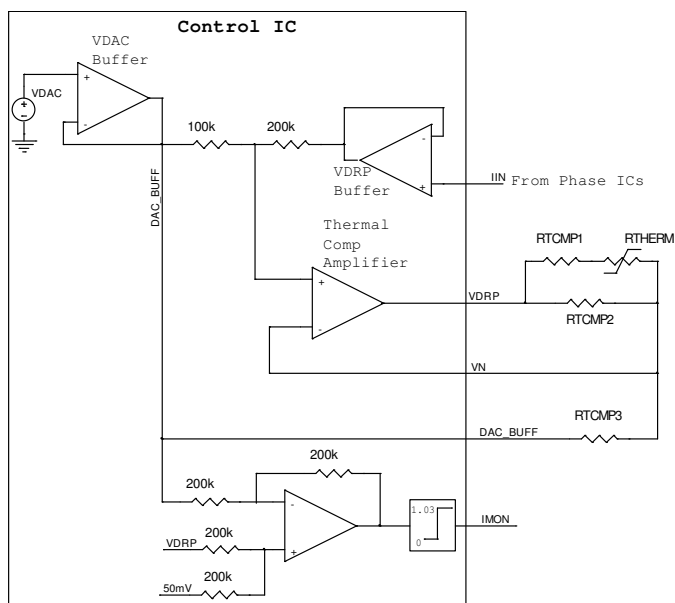 Control IC
VDAC
Buffer
+
-
VDAC
+
-
100k
200k
-
+
VDRP
Buffer
IIN
From Phase ICs
DAC_BUFF
Thermal
Comp
Amplifier
+
-
RTCMP1
RTHERM
VDRP
RTCMP2
VN
RTCMP3
DAC_BUFF
200k
200k
-
+
1.03
0
IMON
VDRP
200k
200k
50mV